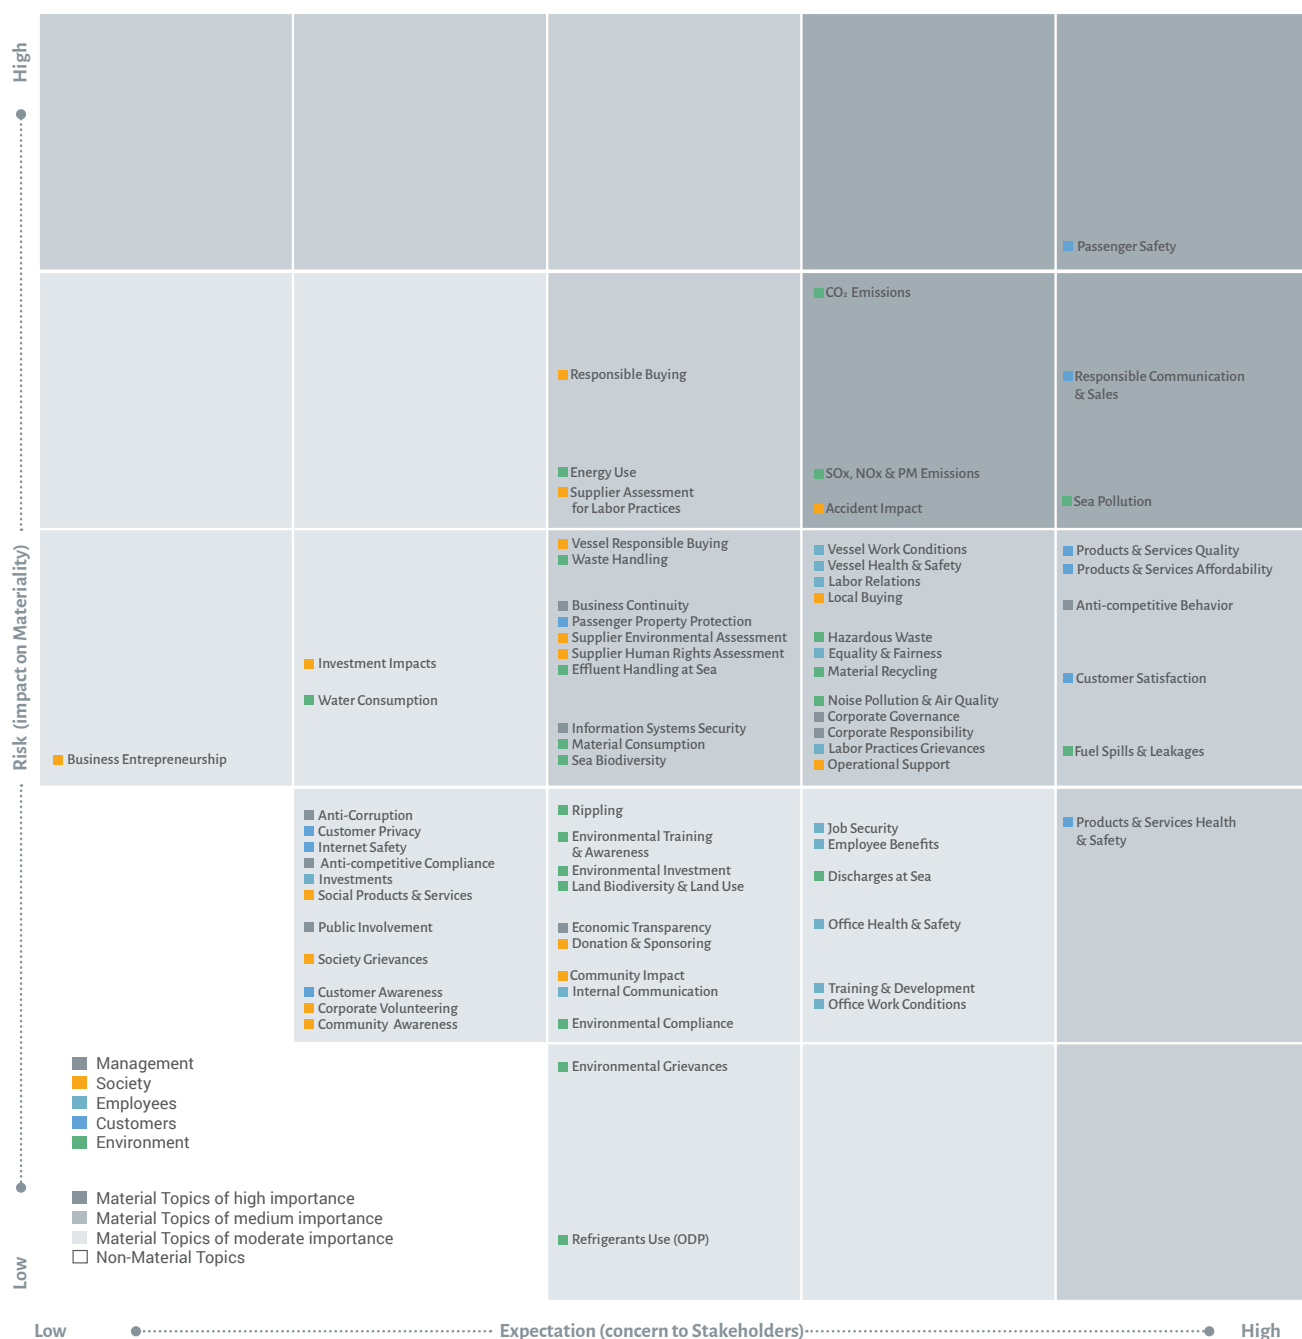 High
Passenger Safety
CO₂ Emissions
Responsible Buying
Responsible Communication
& Sales
Energy Use
SOx, NOx & PM Emissions
Supplier Assessment
for Labor Practices
Sea Pollution
Accident Impact
Risk (impact on Materiality)
Vessel Responsible Buying
Waste Handling
Business Continuity
Passenger Property Protection
Supplier Environmental Assessment
Supplier Human Rights Assessment
Effluent Handling at Sea
Information Systems Security
Material Consumption
Sea Biodiversity
Vessel Work Conditions
Vessel Health & Safety
Labor Relations
Local Buying
Hazardous Waste
Equality & Fairness
Material Recycling
Noise Pollution & Air Quality
Corporate Governance
Corporate Responsibility
Labor Practices Grievances
Operational Support
Products & Services Quality
Products & Services Affordability
Anti-competitive Behavior
Customer Satisfaction
Fuel Spills & Leakages
Investment Impacts
Water Consumption
Business Entrepreneurship
Anti-Corruption
Customer Privacy
Internet Safety
Anti-competitive Compliance
Investments
Social Products & Services
Public Involvement
Society Grievances
Customer Awareness
Corporate Volunteering
Community Awareness
Rippling
Environmental Training
& Awareness
Environmental Investment
Land Biodiversity & Land Use
Economic Transparency
Donation & Sponsoring
Community Impact
Internal Communication
Environmental Compliance
Job Security
Employee Benefits
Discharges at Sea
Office Health & Safety
Training & Development
Office Work Conditions
Products & Services Health
& Safety
Environmental Grievances
Refrigerants Use (ODP)
Management
Society
Employees
Customers
Environment
Material Topics of high importance
Material Topics of medium importance
Material Topics of moderate importance
Non-Material Topics
Low
Low
Expectation (concern to Stakeholders)
High